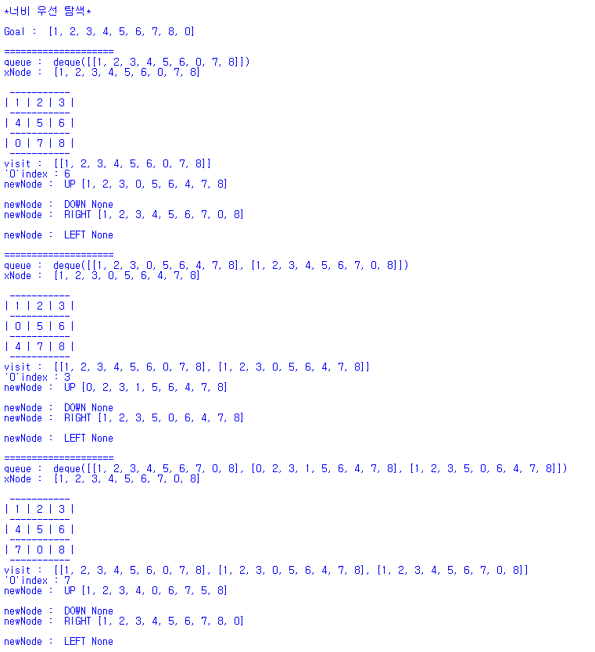 *너비 우선 탐색*
Goal :  [1, 2, 3, 4, 5, 6, 7, 8, 0]
====================
queue :  deque([[1, 2, 3, 4, 5, 6, 0, 7, 8]])
xNode :  [1, 2, 3, 4, 5, 6, 0, 7, 8]
-----------
| 1 | 2 | 3 |
-----------
| 4 | 5 | 6 |
-----------
| 0 | 7 | 8 |
-----------
visit :  [[1, 2, 3, 4, 5, 6, 0, 7, 8]]
'0'index : 6
newNode :  UP [1, 2, 3, 0, 5, 6, 4, 7, 8]
newNode :  DOWN None
newNode :  RIGHT [1, 2, 3, 4, 5, 6, 7, 0, 8]
newNode :  LEFT None
====================
queue :  deque([[1, 2, 3, 0, 5, 6, 4, 7, 8], [1, 2, 3, 4, 5, 6, 7, 0, 8]])
xNode :  [1, 2, 3, 0, 5, 6, 4, 7, 8]
-----------
| 1 | 2 | 3 |
-----------
| 0 | 5 | 6 |
-----------
| 4 | 7 | 8 |
-----------
visit :  [[1, 2, 3, 4, 5, 6, 0, 7, 8], [1, 2, 3, 0, 5, 6, 4, 7, 8]]
'0'index : 3
newNode :  UP [0, 2, 3, 1, 5, 6, 4, 7, 8]
newNode :  DOWN None
newNode :  RIGHT [1, 2, 3, 5, 0, 6, 4, 7, 8]
newNode :  LEFT None
====================
queue :  deque([[1, 2, 3, 4, 5, 6, 7, 0, 8], [0, 2, 3, 1, 5, 6, 4, 7, 8], [1, 2, 3, 5, 0, 6, 4, 7, 8]])
xNode :  [1, 2, 3, 4, 5, 6, 7, 0, 8]
-----------
| 1 | 2 | 3 |
-----------
| 4 | 5 | 6 |
-----------
| 7 | 0 | 8 |
-----------
visit :  [[1, 2, 3, 4, 5, 6, 0, 7, 8], [1, 2, 3, 0, 5, 6, 4, 7, 8], [1, 2, 3, 4, 5, 6, 7, 0, 8]]
'0'index : 7
newNode :  UP [1, 2, 3, 4, 0, 6, 7, 5, 8]
newNode :  DOWN None
newNode :  RIGHT [1, 2, 3, 4, 5, 6, 7, 8, 0]
newNode :  LEFT None